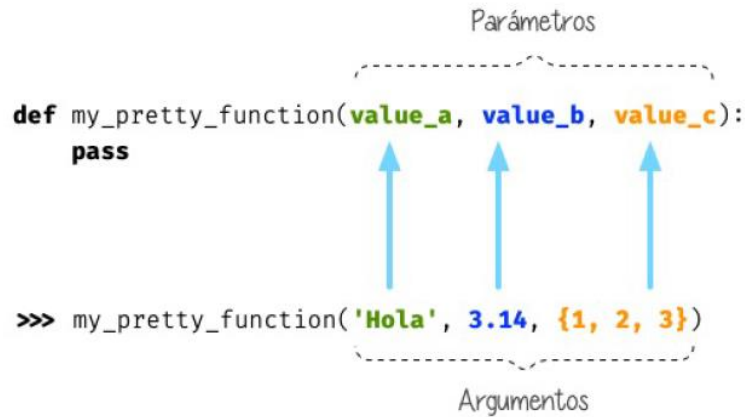 Parámetros
def my_pretty_function(value_a, value_b, value_c):
    pass
>>> my_pretty_function('Hola', 3.14, {1, 2, 3})
Argumentos